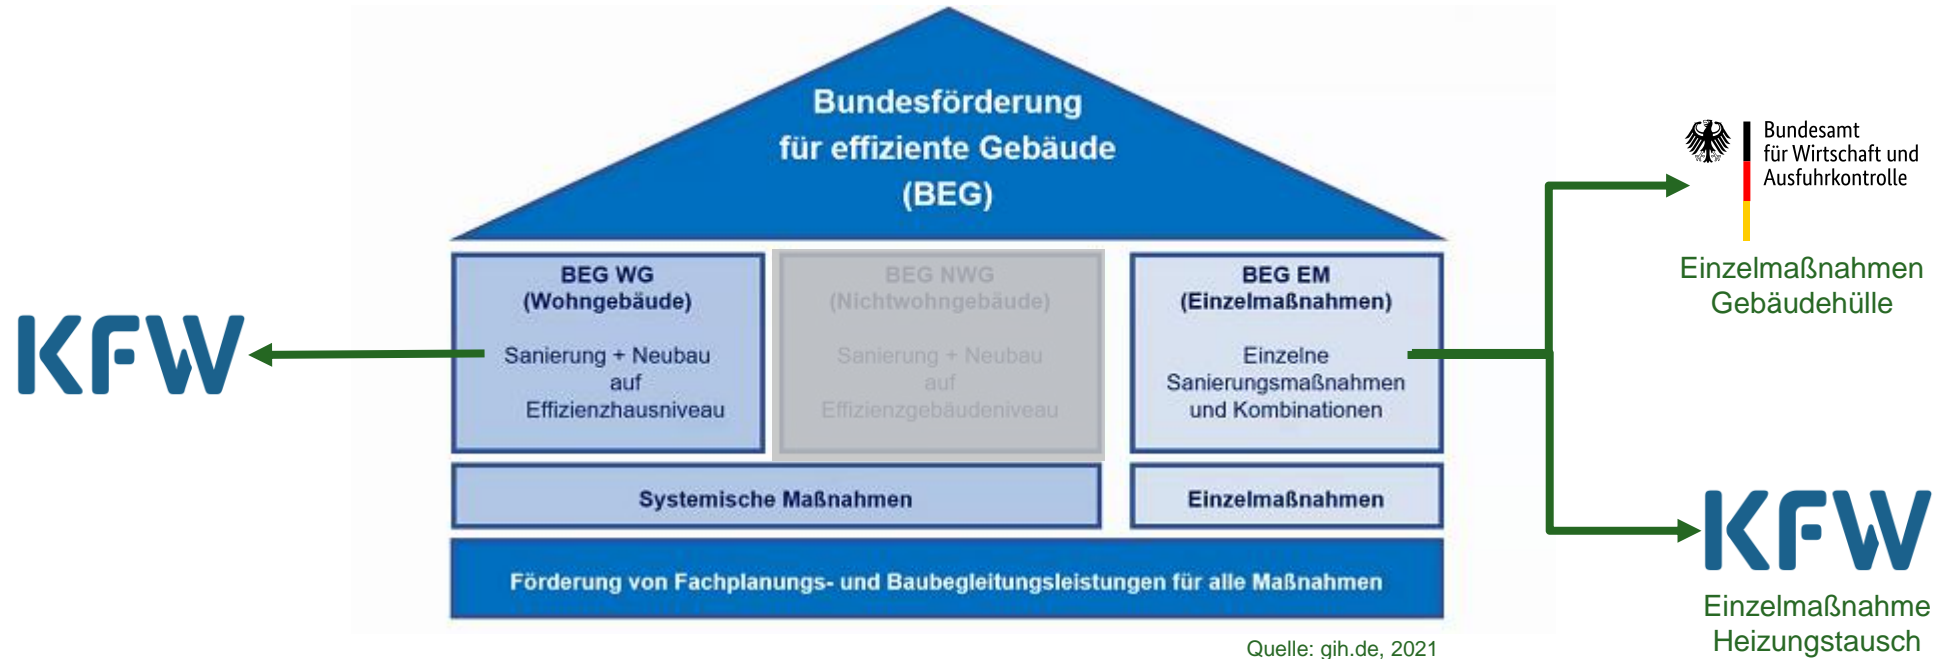 Bundesförderung
für effiziente Gebäude
(BEG)
BEG WG
(Wohngebäude)
Sanierung + Neubau
auf
Effizienzhausniveau
BEG NWG
(Nichtwohngebäude)
Sanierung + Neubau
auf
Effizienzgebäudeniveau
BEG EM
(Einzelmaßnahmen)
Einzelne
Sanierungsmaßnahmen
und Kombinationen
Systemische Maßnahmen
Einzelmaßnahmen
Förderung von Fachplanungs- und Baubegleitungsleistungen für alle Maßnahmen
Quelle: gih.de, 2021
KFW
Bundesamt
für Wirtschaft und
Ausfuhrkontrolle
Einzelmaßnahmen
Gebäudehülle
KFW
Einzelmaßnahme
Heizungstausch